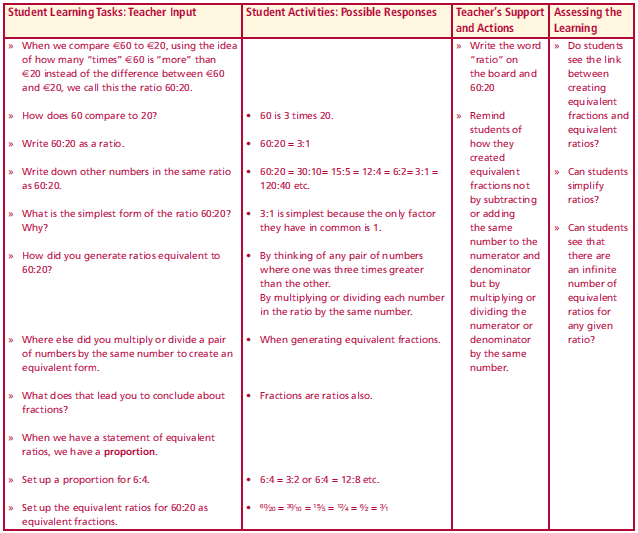 Student Learning Tasks: Teacher Input
Student Activities: Possible Responses
Teacher's Support
and Actions
Assessing the
Learning
» When we compare €60 to €20, using the idea
of how many "times" €60 is "more" than
€20 instead of the difference between €60
and €20, we call this the ratio 60:20.
» How does 60 compare to 20?
» Write 60:20 as a ratio.
» Write down other numbers in the same ratio
as 60:20.
» What is the simplest form of the ratio 60:20?
Why?
» How did you generate ratios equivalent to
60:20?
» Where else did you multiply or divide a pair
of numbers by the same number to create an
equivalent form.
» What does that lead you to conclude about
fractions?
» When we have a statement of equivalent
ratios, we have a proportion.
» Set up a proportion for 6:4.
» Set up the equivalent ratios for 60:20 as
equivalent fractions.
• 60 is 3 times 20.
• 60:20 = 3:1
• 60:20 = 30:10= 15:5 = 12:4 = 6:2= 3:1 =
120:40 etc.
• 3:1 is simplest because the only factor
they have in common is 1.
• By thinking of any pair of numbers
where one was three times greater
than the other.
By multiplying or dividing each number
in the ratio by the same number.
• When generating equivalent fractions.
• Fractions are ratios also.
• 6:4 = 3:2 or 6:4 = 12:8 etc.
• 60/20 = 30/10 = 15/5 = 12/4 = 6/2 = 3/1
» Write the word
"ratio" on
the board and
60:20
» Remind
students of
how they
created
equivalent
fractions not
by subtracting
or adding
the same
number to the
numerator and
denominator
but by
multiplying or
dividing the
numerator or
denominator
by the same
number.
» Do students
see the link
between
creating
equivalent
fractions and
equivalent
ratios?
» Can students
simplify
ratios?
» Can students
see that
there are
an infinite
number of
equivalent
ratios for
any given
ratio?